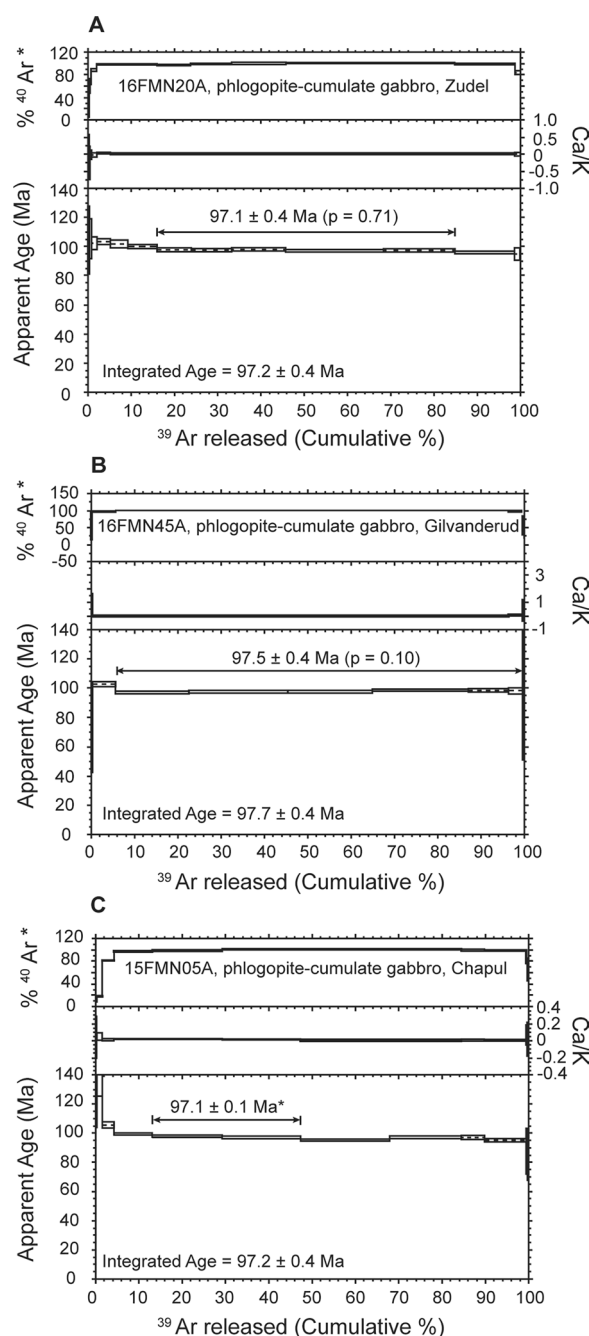 A
120
100
80
40
0
% ⁴⁰Ar *
16FMN20A, phlogopite-cumulate gabbro, Zudel
1.0
0.5
0
-0.5
-1.0
Ca/K
140
120
100
80
60
40
20
0
Apparent Age (Ma)
97.1 ± 0.4 Ma (p = 0.71)
Integrated Age = 97.2 ± 0.4 Ma
0 10 20 30 40 50 60 70 80 90 100
³⁹Ar released (Cumulative %)
B
150
100
50
0
-50
% ⁴⁰Ar *
16FMN45A, phlogopite-cumulate gabbro, Gilvanderud
3
1
-1
Ca/K
140
120
100
80
60
40
20
0
Apparent Age (Ma)
97.5 ± 0.4 Ma (p = 0.10)
Integrated Age = 97.7 ± 0.4 Ma
0 10 20 30 40 50 60 70 80 90 100
³⁹Ar released (Cumulative %)
C
120
80
40
0
% ⁴⁰Ar *
15FMN05A, phlogopite-cumulate gabbro, Chapul
0.4
0.2
0
-0.2
-0.4
Ca/K
140
120
100
80
60
40
20
0
Apparent Age (Ma)
97.1 ± 0.1 Ma*
Integrated Age = 97.2 ± 0.4 Ma
0 10 20 30 40 50 60 70 80 90 100
³⁹Ar released (Cumulative %)